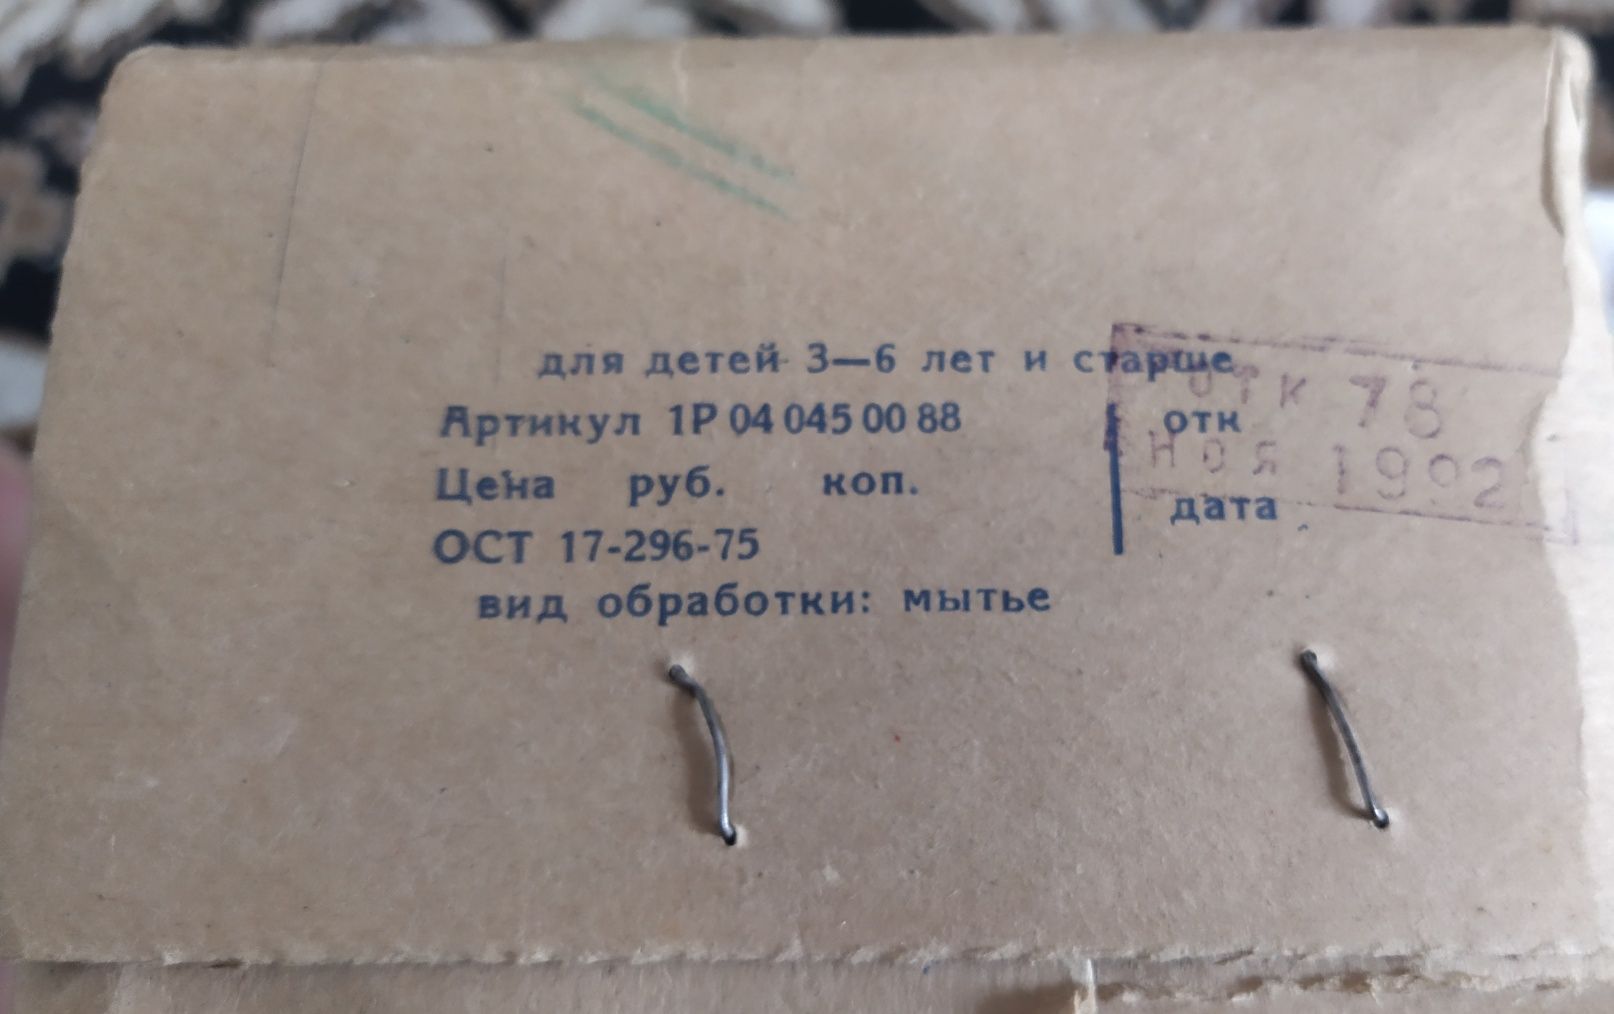 для детей 3—6 лет и старше
Артикул 1Р 04 045 00 88
Цена руб. коп.
ОСТ 17-296-75
вид обработки: мытье
отк
дата
ОТК 78
НОЯ 1992